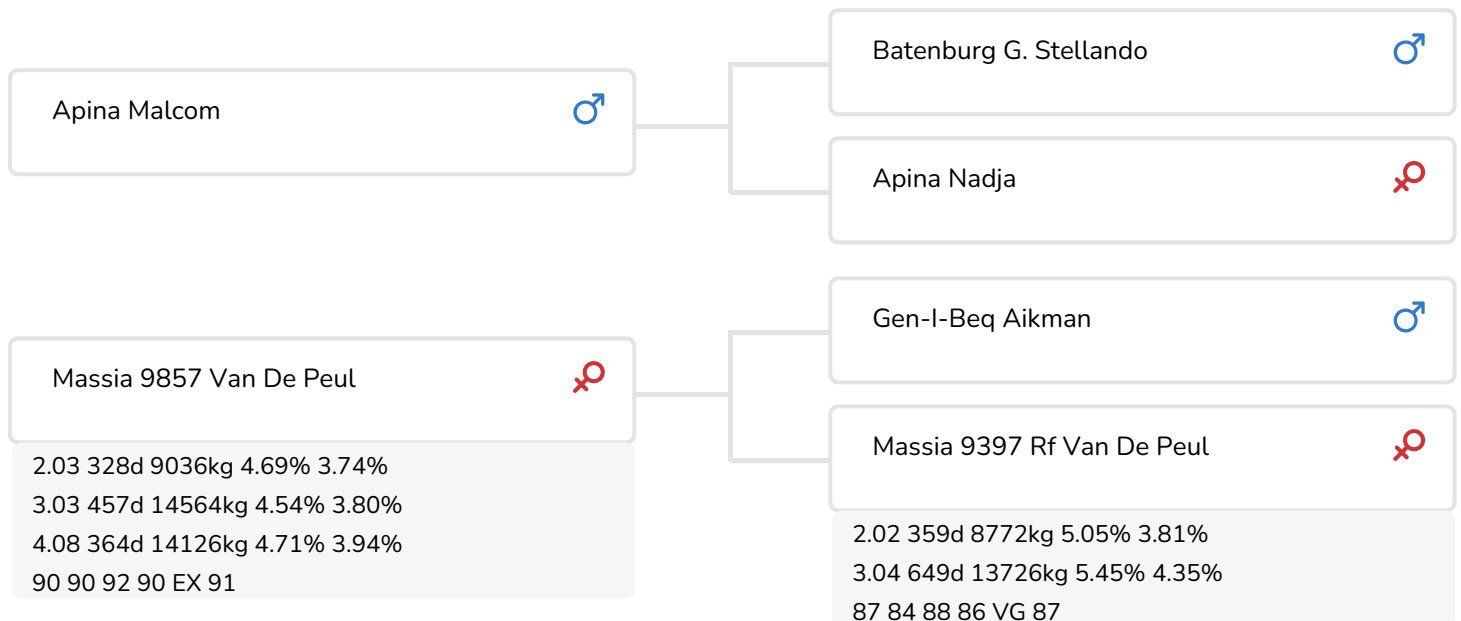 Apina Malcom
Batenburg G. Stellando
Apina Nadja
Massia 9857 Van De Peul
2.03 328d 9036kg 4.69% 3.74%
3.03 457d 14564kg 4.54% 3.80%
4.08 364d 14126kg 4.71% 3.94%
90 90 92 90 EX 91
Gen-I-Beq Aikman
Massia 9397 Rf Van De Peul
2.02 359d 8772kg 5.05% 3.81%
3.04 649d 13726kg 5.45% 4.35%
87 84 88 86 VG 87